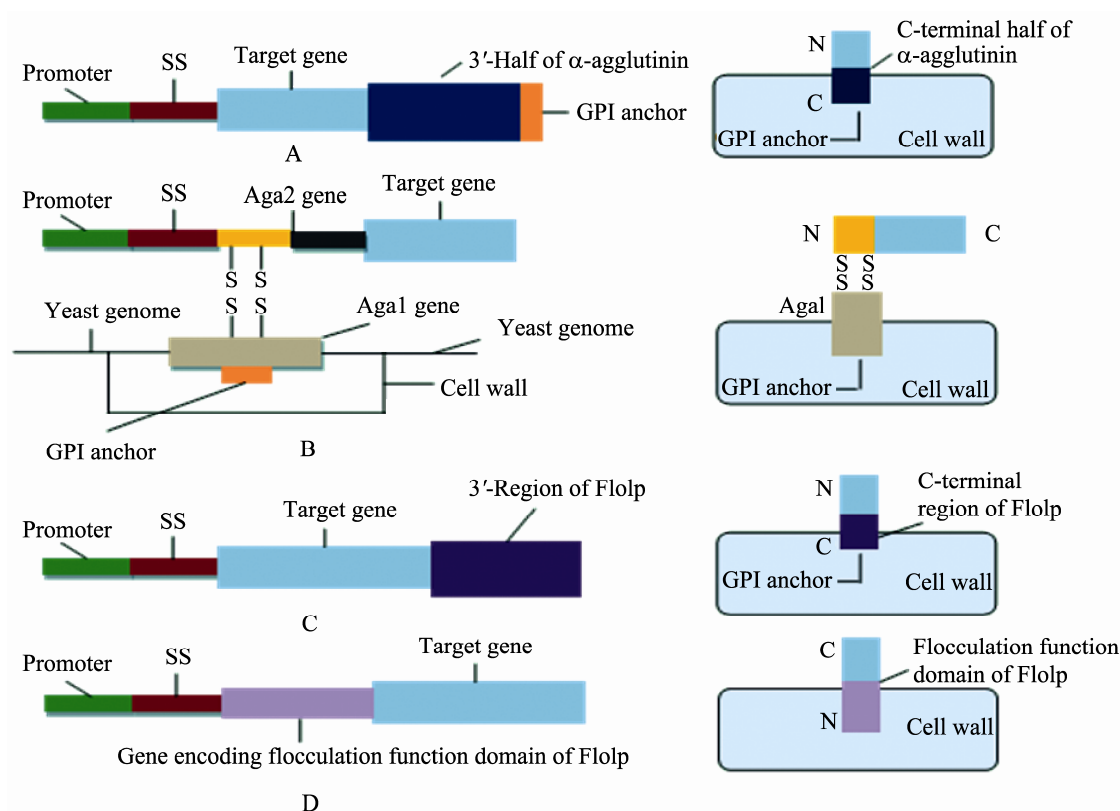 Promoter
SS
Target gene
3′-Half of α-agglutinin
GPI anchor
A
N
C-terminal half of
α-agglutinin
C
GPI anchor
Cell wall
Promoter
SS
Aga2 gene
Target gene
S
S
S
S
Yeast genome
Aga1 gene
Yeast genome
Cell wall
GPI anchor
B
N
C
S
S
S
S
Agal
GPI anchor
Cell wall
Promoter
SS
Target gene
3′-Region of Flolp
C
N
C-terminal
region of Flolp
C
GPI anchor
Cell wall
Promoter
SS
Target gene
Gene encoding flocculation function domain of Flolp
D
C
Flocculation function
domain of Flolp
N
Cell wall